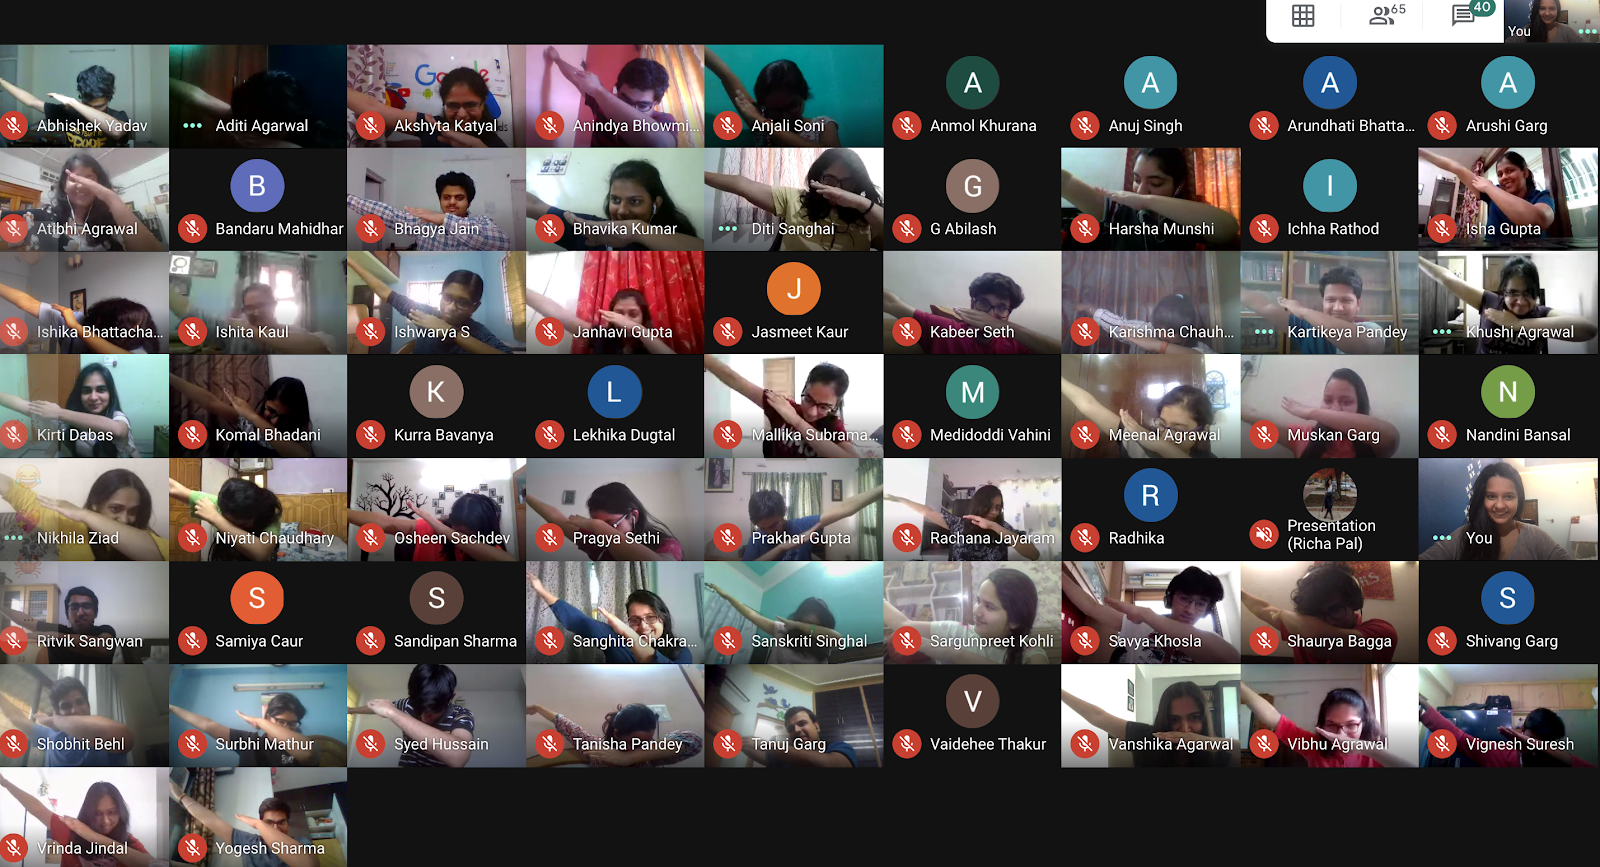 65
40
You
Google
Android
CODE
Abhishek Yadav
Aditi Agarwal
Akshyta Katyal
Anindya Bhowmi...
Anjali Soni
A
Anmol Khurana
A
Anuj Singh
A
Arundhati Bhatta...
A
Arushi Garg
Atibhi Agrawal
B
Bandaru Mahidhar
Bhagya Jain
Bhavika Kumar
Diti Sanghai
G
G Abilash
Harsha Munshi
I
Ichha Rathod
Isha Gupta
Ishika Bhattacha...
Ishita Kaul
Ishwarya S
Janhavi Gupta
J
Jasmeet Kaur
Kabeer Seth
Karishma Chauh...
Kartikeya Pandey
Khushi Agrawal
Kirti Dabas
Komal Bhadani
K
Kurra Bavanya
L
Lekhika Dugtal
Mallika Subrama...
M
Medidoddi Vahini
Meenal Agrawal
Muskan Garg
N
Nandini Bansal
Nikhila Ziad
Niyati Chaudhary
Osheen Sachdev
Pragya Sethi
Prakhar Gupta
Rachana Jayaram
R
Radhika
Presentation
(Richa Pal)
You
Ritvik Sangwan
S
Samiya Caur
S
Sandipan Sharma
Sanghita Chakra...
Sanskriti Singhal
Sargunpreet Kohli
Savya Khosla
Shaurya Bagga
S
Shivang Garg
Shobhit Behl
Surbhi Mathur
Syed Hussain
Tanisha Pandey
Tanuj Garg
V
Vaidehee Thakur
Vanshika Agarwal
Vibhu Agrawal
Vignesh Suresh
Vrinda Jindal
Yogesh Sharma